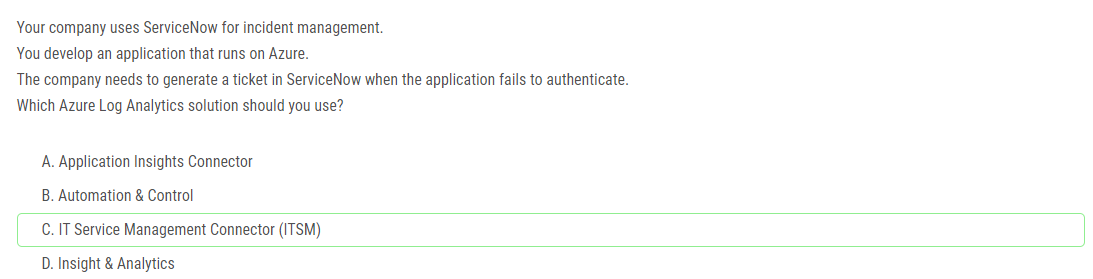 Your company uses ServiceNow for incident management.
You develop an application that runs on Azure.
The company needs to generate a ticket in ServiceNow when the application fails to authenticate.
Which Azure Log Analytics solution should you use?
A. Application Insights Connector
B. Automation & Control
C. IT Service Management Connector (ITSM)
D. Insight & Analytics